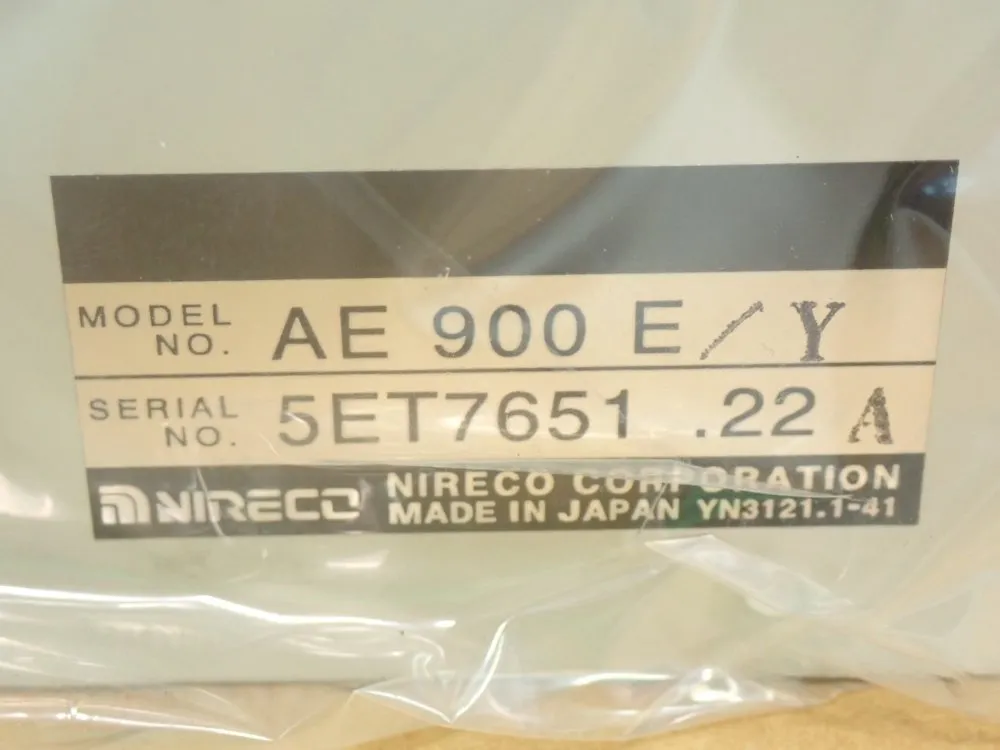 MODEL NO. AE 900 E/Y
SERIAL NO. 5ET7651 .22 A
NIRECO NIRECO CORPORATION
MADE IN JAPAN YN3121.1-41